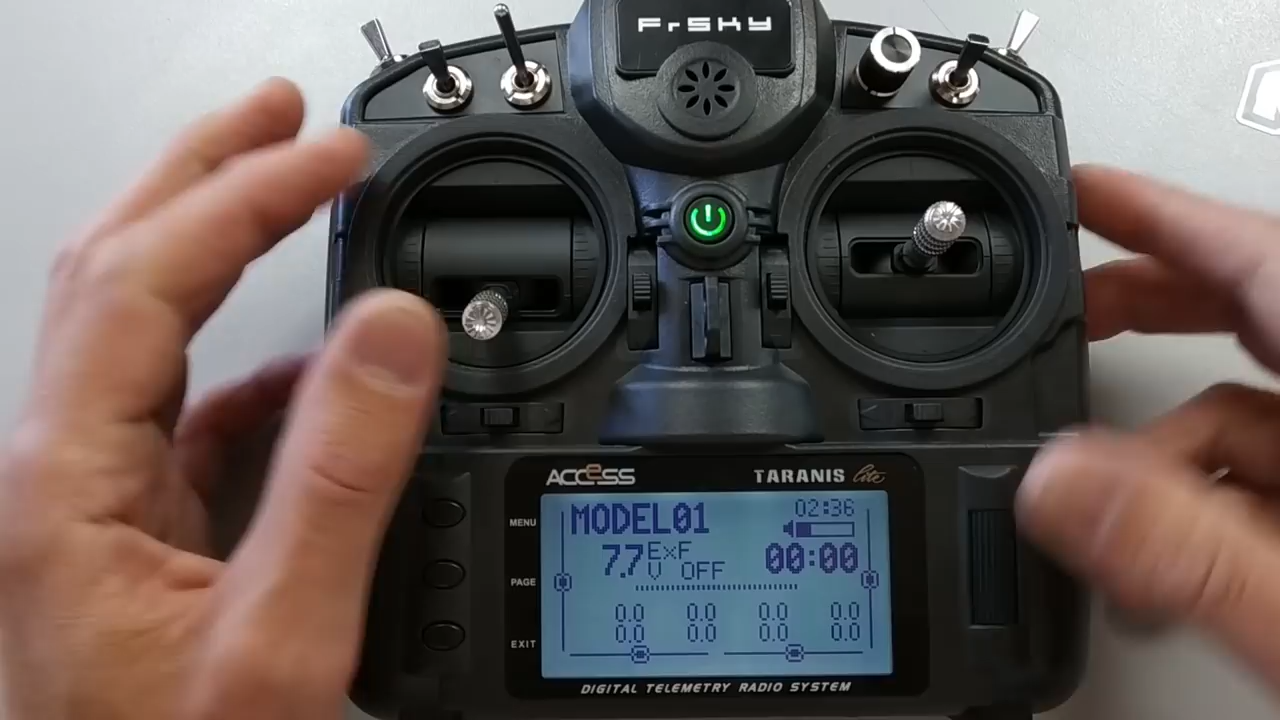 FrSKY
ACCESS
TARANIS lite
MENU
PAGE
EXIT
MODEL01
02:36
7.7 V
ExF
OFF
00:00
0.0 0.0 0.0 0.0
0.0 0.0 0.0 0.0
DIGITAL TELEMETRY RADIO SYSTEM